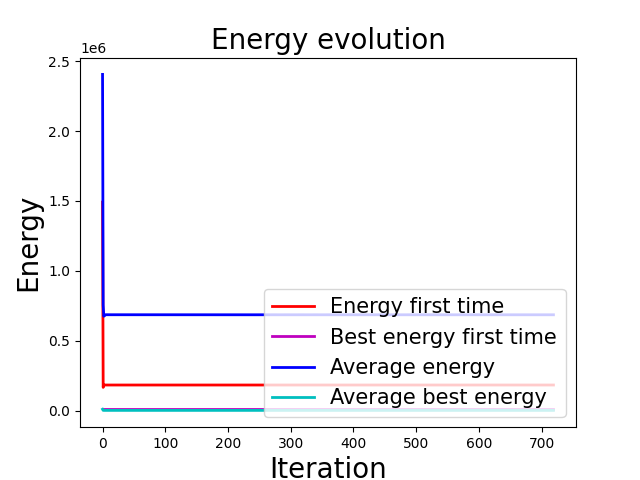 Energy evolution
1e6
2.5
2.0
1.5
1.0
0.5
0.0
Energy
Energy first time
Best energy first time
Average energy
Average best energy
0 100 200 300 400 500 600 700
Iteration